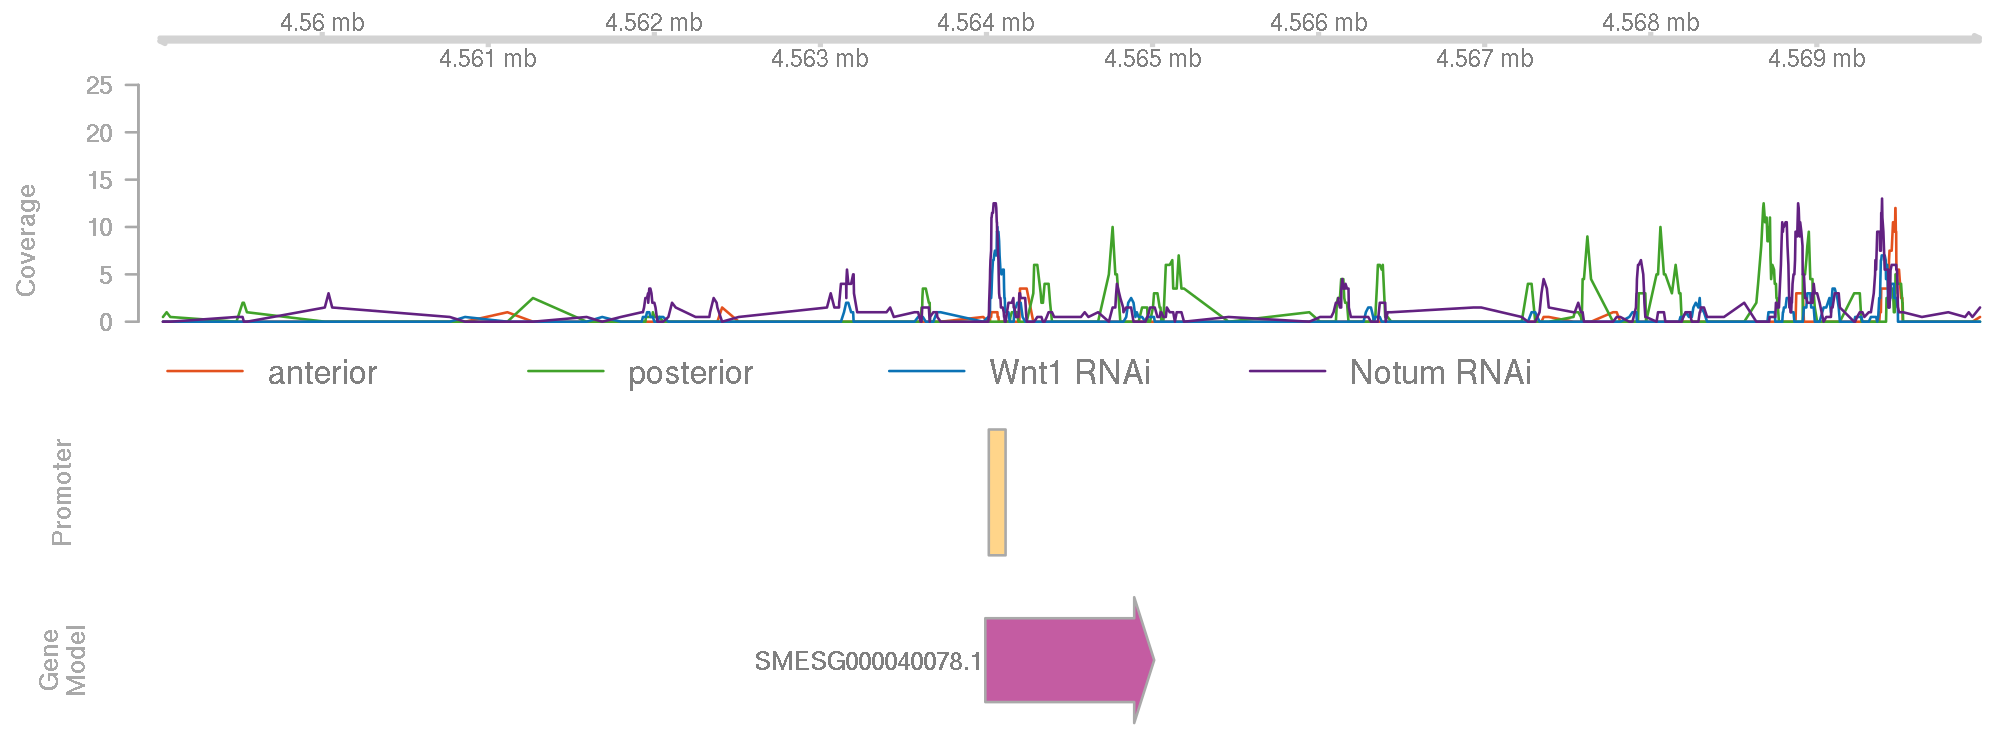 4.56 mb 4.562 mb 4.564 mb 4.566 mb 4.568 mb
4.561 mb 4.563 mb 4.565 mb 4.567 mb 4.569 mb
25
20
15
10
5
0
Coverage
anterior posterior Wnt1 RNAi Notum RNAi
Promoter
Gene
Model
SMESG000040078.1